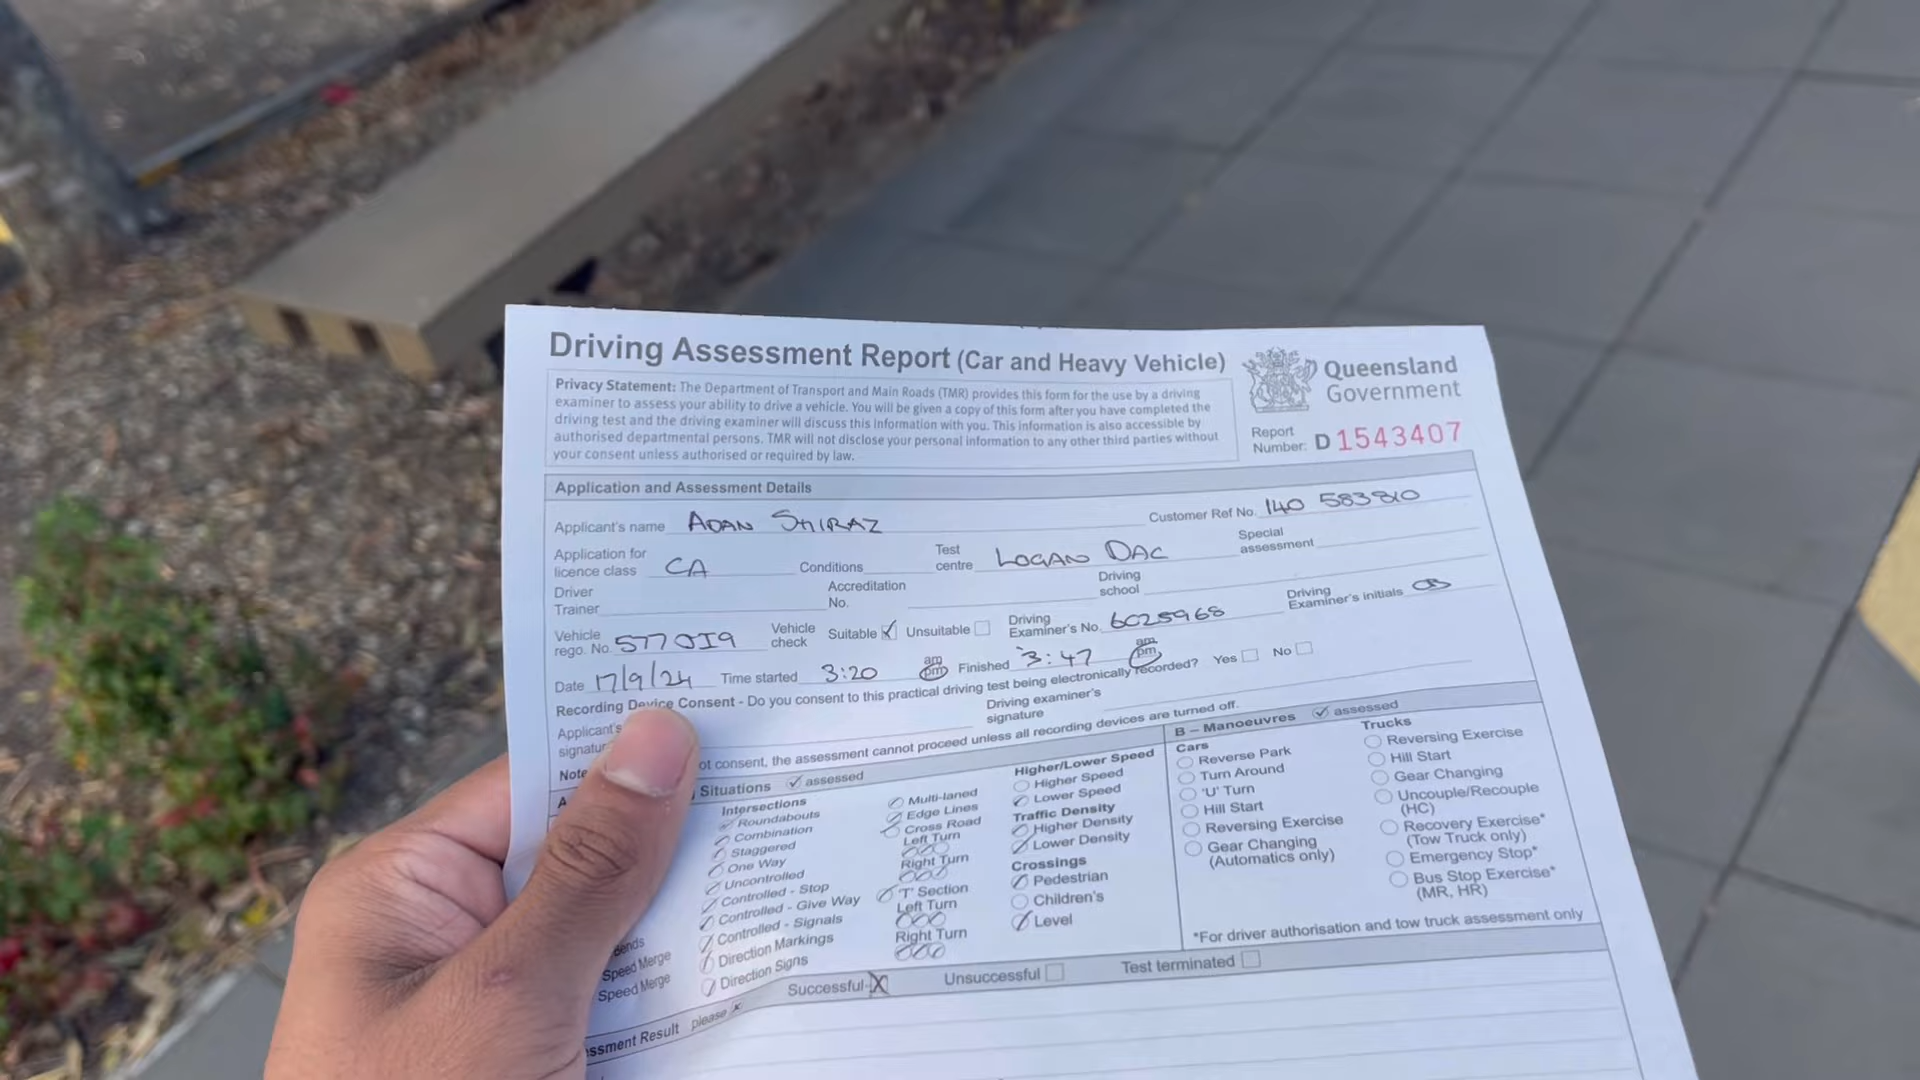 Driving Assessment Report (Car and Heavy Vehicle)
Queensland
Government
Privacy Statement: The Department of Transport and Main Roads (TMR) provides this form for the use by a driving
examiner to assess your ability to drive a vehicle. You will be given a copy of this form after you have completed the
driving test and the driving examiner will discuss this information with you. This information is also accessible by
authorised departmental persons. TMR will not disclose your personal information to any other third parties without
your consent unless authorised or required by law.
Report
Number: D 1543407
Application and Assessment Details
Applicant's name ADAN SHIRAZ Customer Ref No. 140 583810
Application for
licence class CA Conditions Test
centre LOGAN DAC Special
assessment
Driver
Trainer Accreditation
No. Driving
school
Vehicle
rego. No. 577JI9 Vehicle
check Suitable Unsuitable Driving
Examiner's No. 6025968 Driving
Examiner's initials CB
Date 17/9/24 Time started 3:20 am
pm Finished 3:47 am
pm
Recording Device Consent - Do you consent to this practical driving test being electronically recorded? Yes No
Applicant's
Driving examiner's
signature
Note
ot consent, the assessment cannot proceed unless all recording devices are turned off.
Situations assessed
Intersections
Roundabouts
Combination
Staggered
One Way
Uncontrolled
Controlled - Stop
Controlled - Give Way
Controlled - Signals
Direction Markings
Direction Signs
Speed Merge
Speed Merge
Multi-laned
Edge Lines
Cross Road
Left Turn
Right Turn
'T' Section
Left Turn
Right Turn
Higher/Lower Speed
Higher Speed
Lower Speed
Traffic Density
Higher Density
Lower Density
Crossings
Pedestrian
Children's
Level
B – Manoeuvres assessed
Cars
Reverse Park
Turn Around
'U' Turn
Hill Start
Reversing Exercise
Gear Changing
(Automatics only)
Trucks
Reversing Exercise
Hill Start
Gear Changing
Uncouple/Recouple
(HC)
Recovery Exercise*
(Tow Truck only)
Emergency Stop*
Bus Stop Exercise*
(MR, HR)
*For driver authorisation and tow truck assessment only
ssment Result please x Successful X Unsuccessful Test terminated